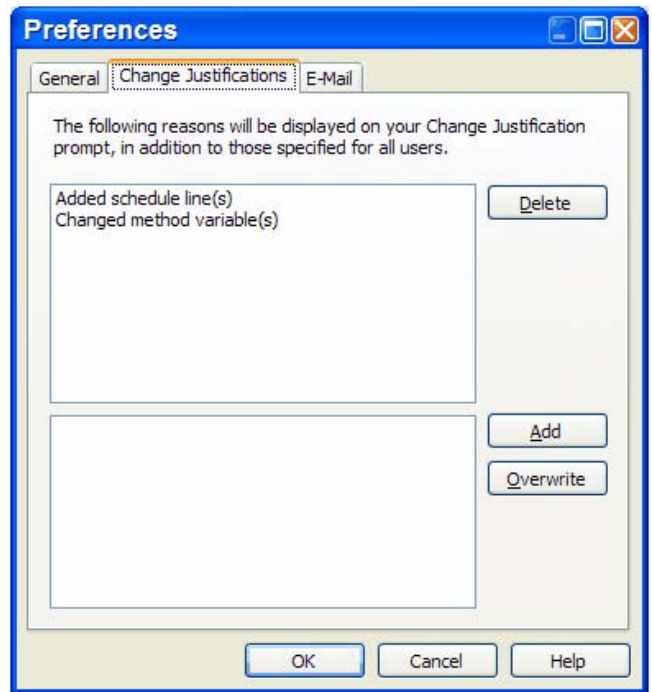 Preferences
General Change Justifications E-Mail
The following reasons will be displayed on your Change Justification
prompt, in addition to those specified for all users.
Added schedule line(s)
Changed method variable(s)
Delete
Add
Overwrite
OK Cancel Help